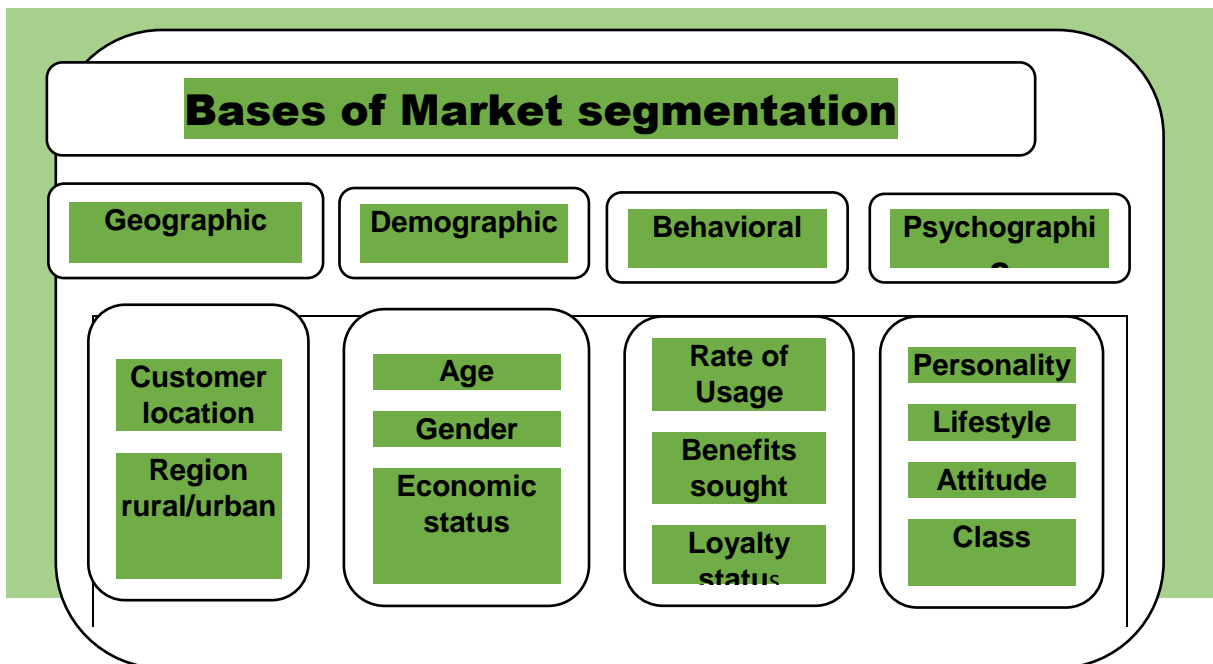 Bases of Market segmentation
Geographic
Demographic
Behavioral
Psychographi
c
Customer
location
Region
rural/urban
Age
Gender
Economic
status
Rate of
Usage
Benefits
sought
Loyalty
status
Personality
Lifestyle
Attitude
Class